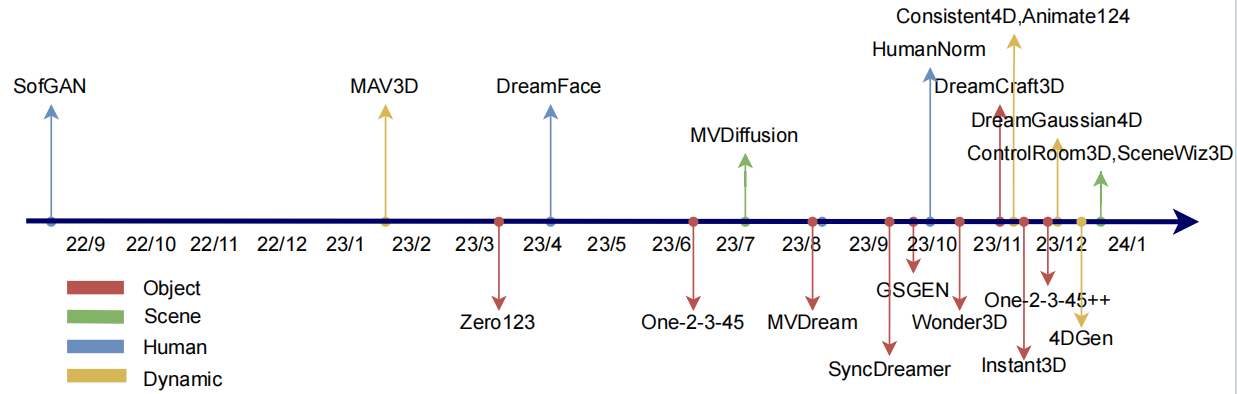 Consistent4D,Animate124
HumanNorm
SofGAN
MAV3D
DreamFace
DreamCraft3D
DreamGaussian4D
MVDiffusion
ControlRoom3D,SceneWiz3D
22/9 22/10 22/11 22/12 23/1 23/2 23/3 23/4 23/5 23/6 23/7 23/8 23/9 23/10 23/11 23/12 24/1
Object
Scene
Human
Dynamic
GSGEN
One-2-3-45++
Zero123
One-2-3-45
MVDream
Wonder3D
4DGen
SyncDreamer
Instant3D